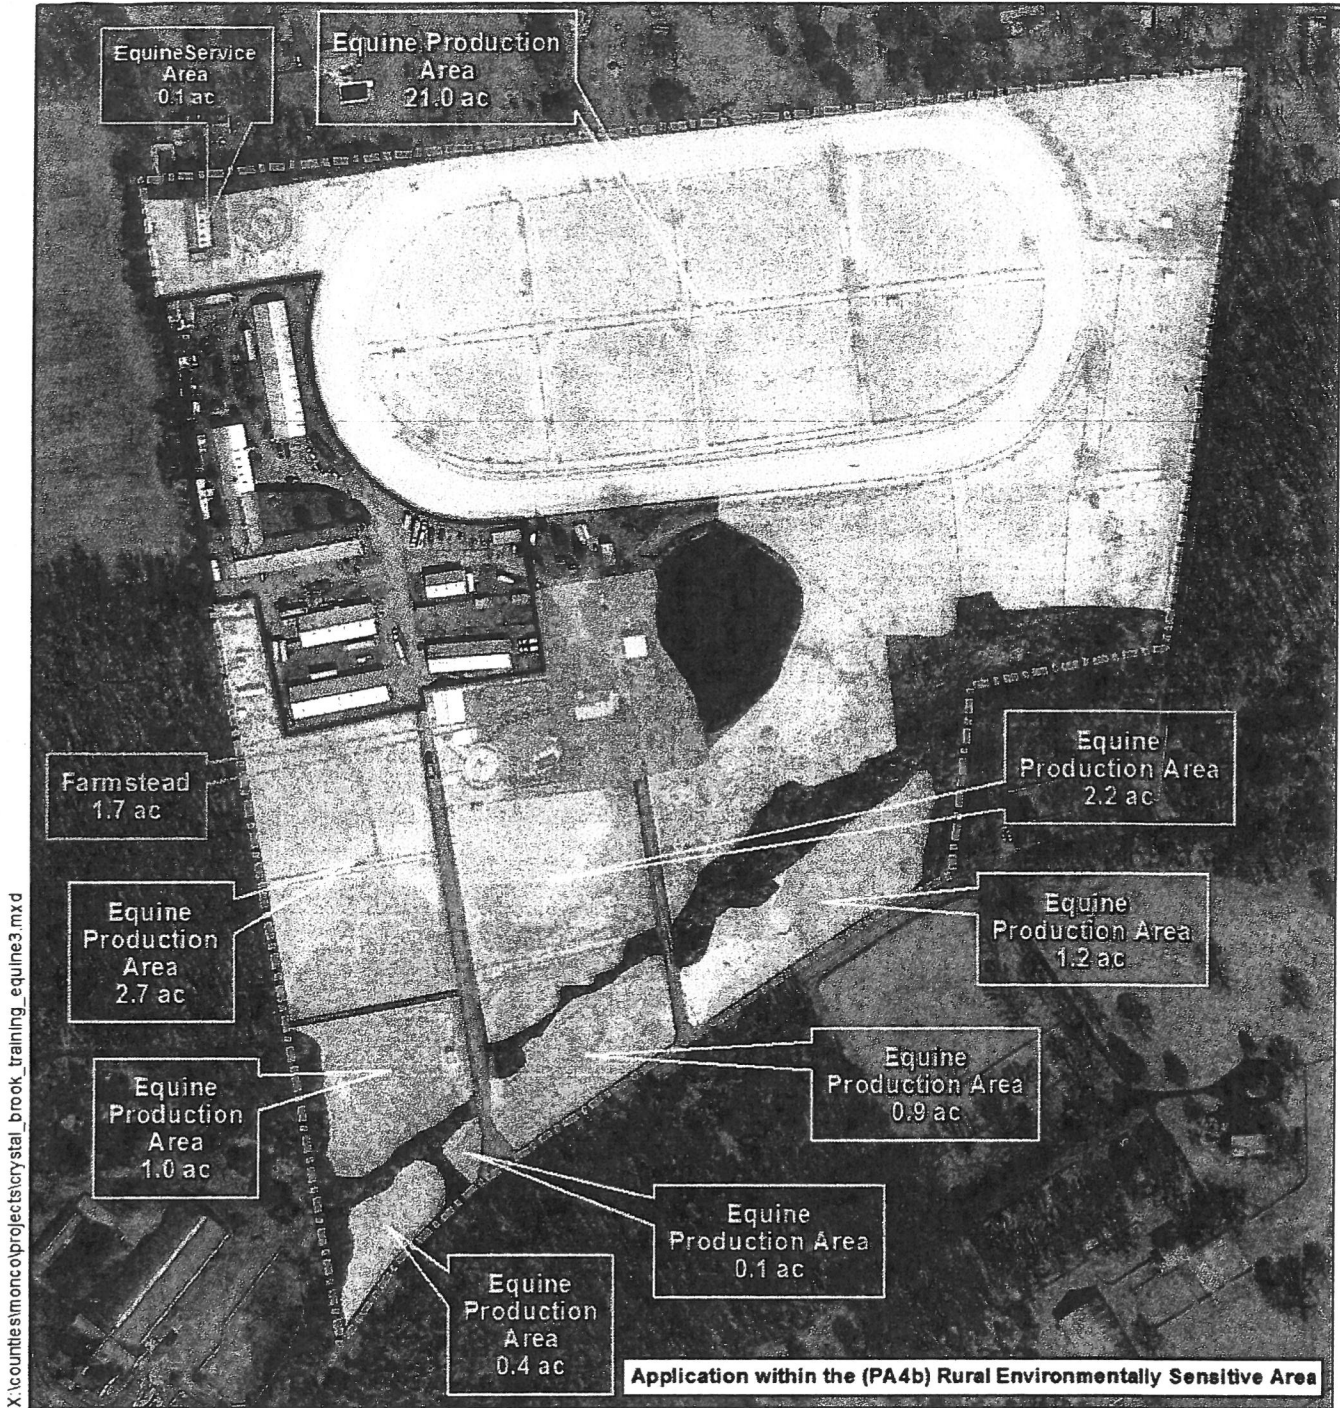 EquineService
Area
0.1 ac
Equine Production
Area
21.0 ac
Farmstead
1.7 ac
Equine
Production Area
2.2 ac
Equine
Production
Area
2.7 ac
Equine
Production Area
1.2 ac
Equine
Production Area
0.9 ac
Equine
Production
Area
1.0 ac
Equine
Production Area
0.1 ac
Equine
Production
Area
0.4 ac
Application within the (PA4b) Rural Environmentally Sensitive Area
X:\counties\monco\projects\crystal_brook_training_equine3.mxd